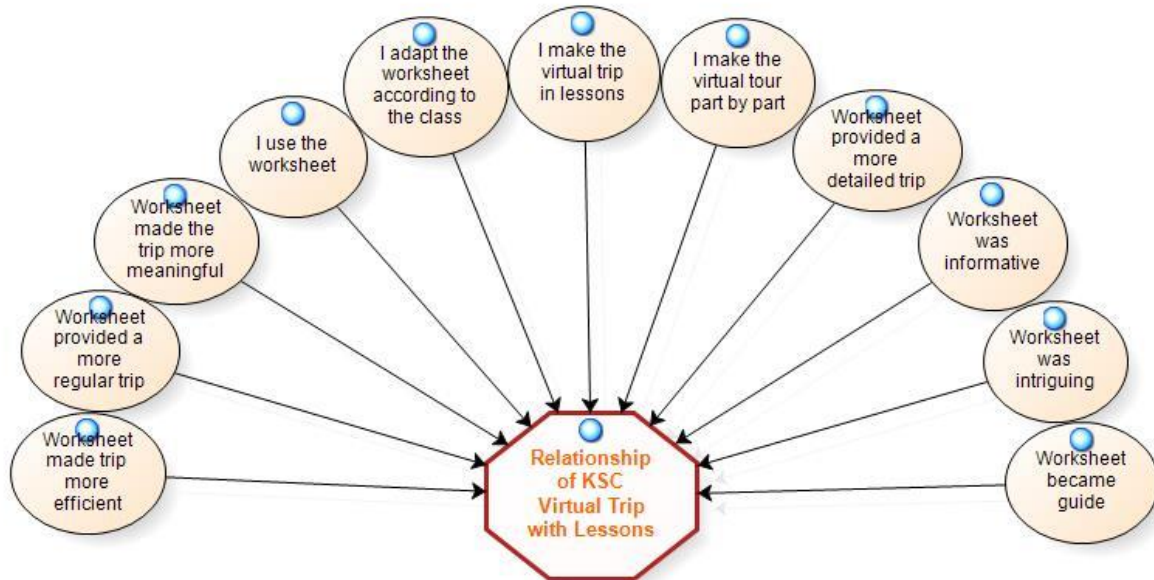 Worksheet
made trip
more
efficient
Worksheet
provided a
more
regular trip
Worksheet
made the
trip more
meaningful
I use the
worksheet
I adapt the
worksheet
according to
the class
I make the
virtual trip
in lessons
I make the
virtual tour
part by part
Worksheet
provided a
more
detailed trip
Worksheet
was
informative
Worksheet
was
intriguing
Worksheet
became
guide
Relationship
of KSC
Virtual Trip
with Lessons